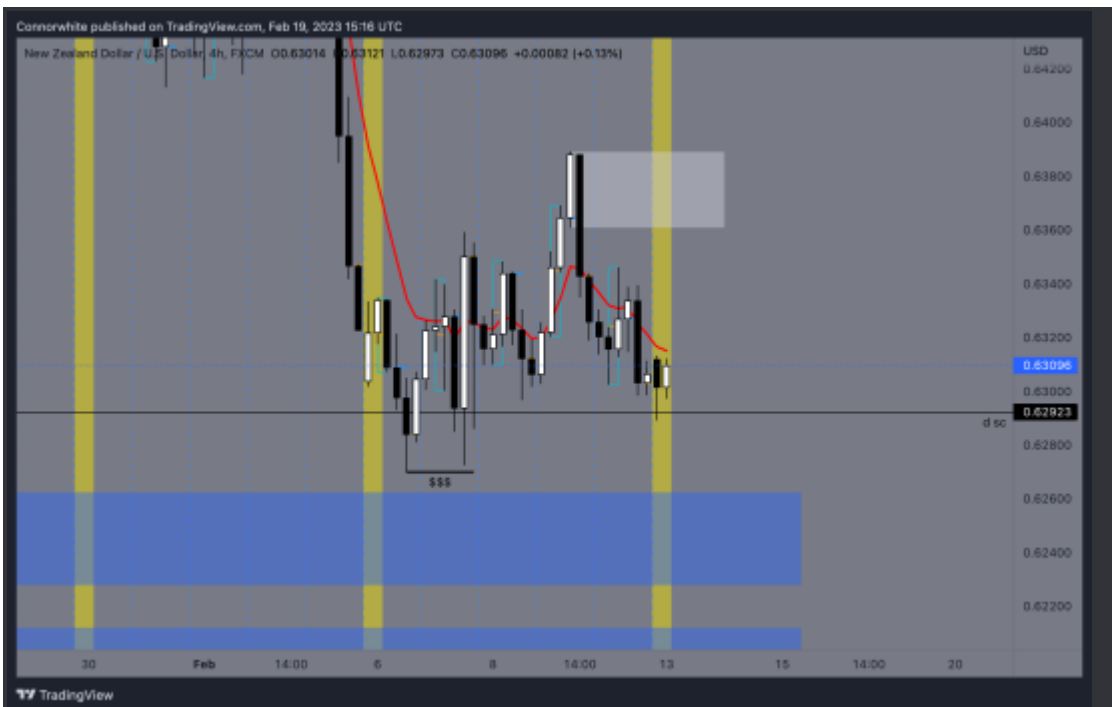 Connorwhite published on TradingView.com, Feb 19, 2023 15:16 UTC
New Zealand Dollar / U.S. Dollar, 4h, FXCM O0.63014 H0.63121 L0.62973 C0.63096 +0.00082 (+0.13%)
USD
0.64200
0.64000
0.63800
0.63600
0.63400
0.63200
0.63096
0.63000
0.62923
d sc
0.62800
$$$
0.62600
0.62400
0.62200
30 Feb 14:00 6 8 14:00 13 15 14:00 20
TradingView